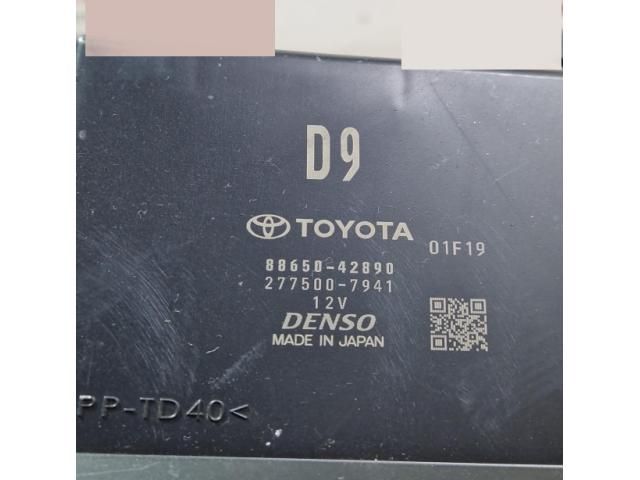 D9
TOYOTA 01F19
88650-42890
277500-7941
12V
DENSO
MADE IN JAPAN
PP-TD40<